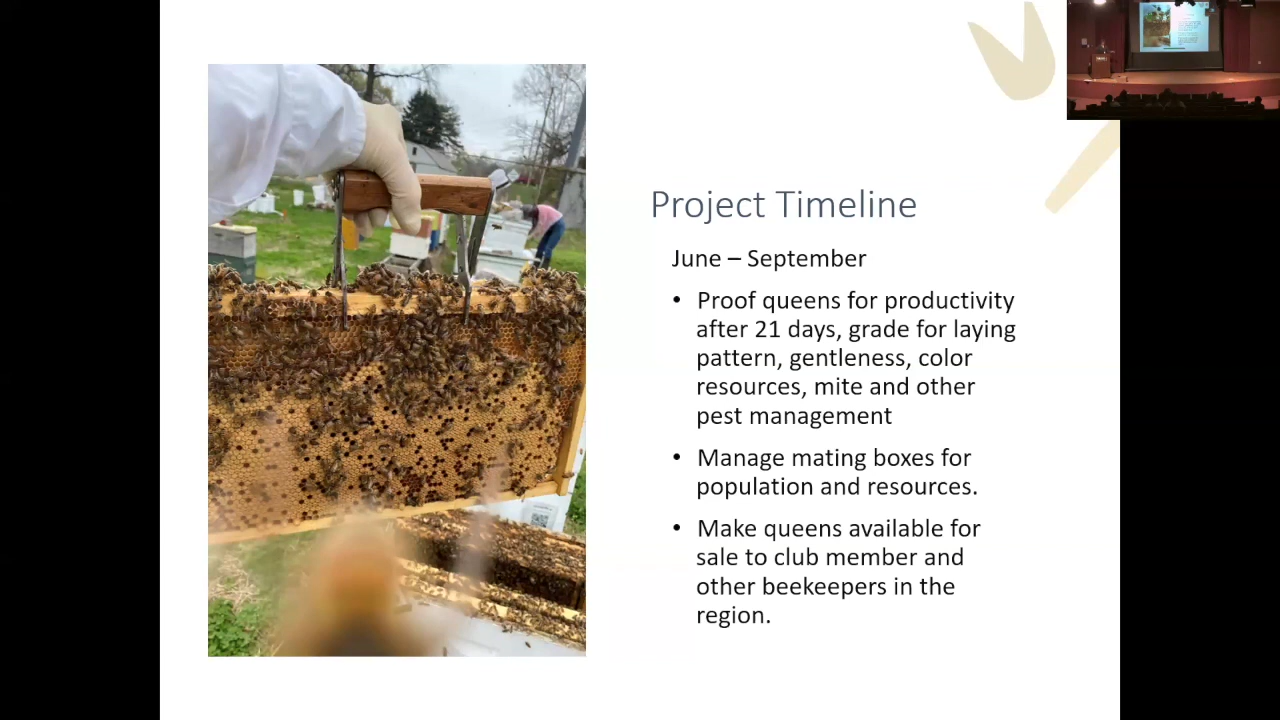 Project Timeline
June – September
• Proof queens for productivity
after 21 days, grade for laying
pattern, gentleness, color
resources, mite and other
pest management
• Manage mating boxes for
population and resources.
• Make queens available for
sale to club member and
other beekeepers in the
region.